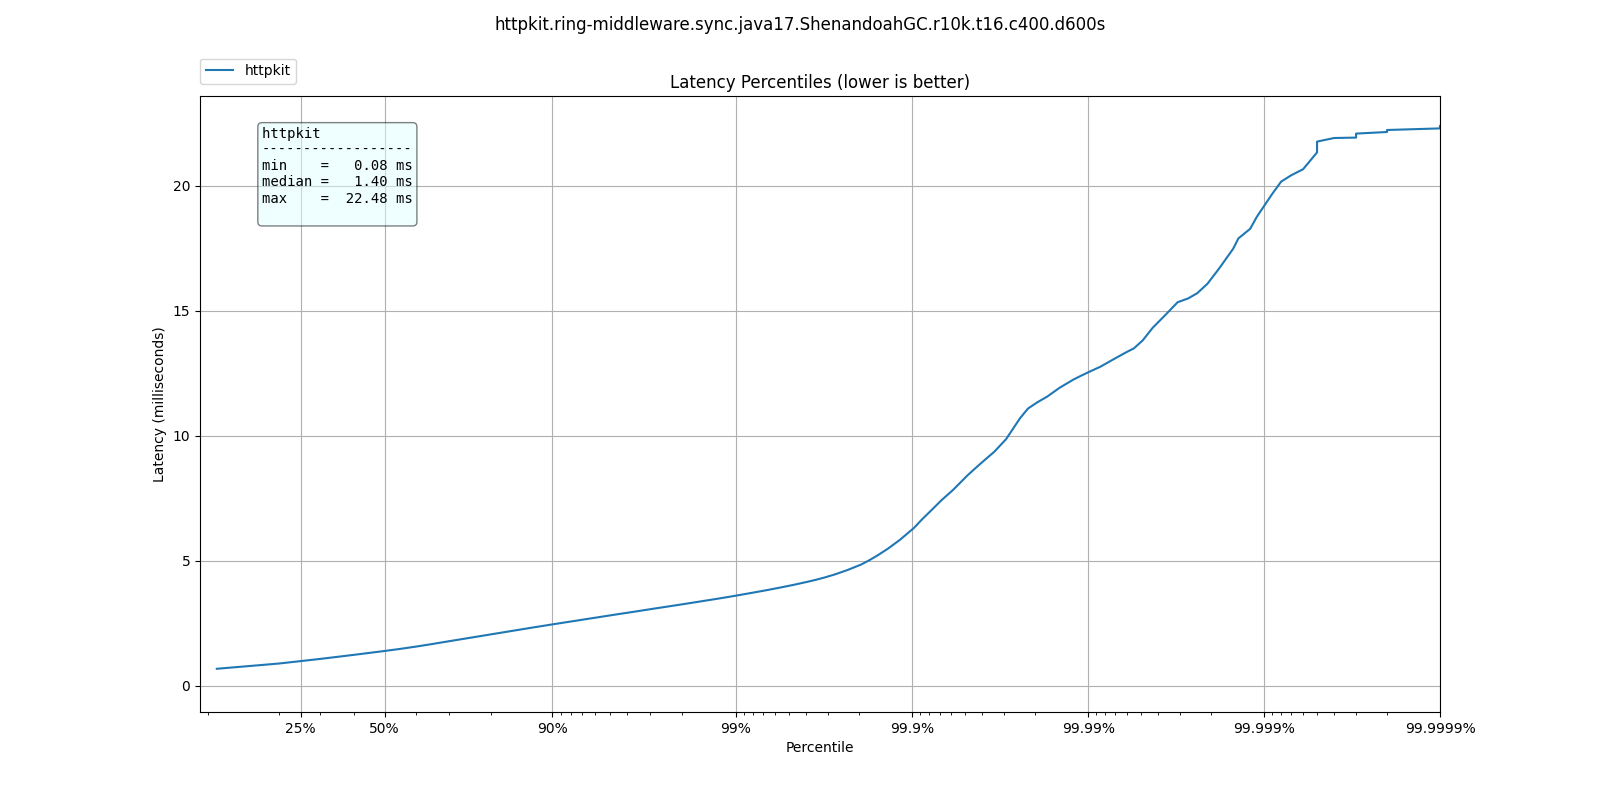 httpkit.ring-middleware.sync.java17.ShenandoahGC.r10k.t16.c400.d600s
httpkit
Latency Percentiles (lower is better)
httpkit
------------------
min    =   0.08 ms
median =   1.40 ms
max    =  22.48 ms
20
15
10
5
0
Latency (milliseconds)
25% 50% 90% 99% 99.9% 99.99% 99.999% 99.9999%
Percentile